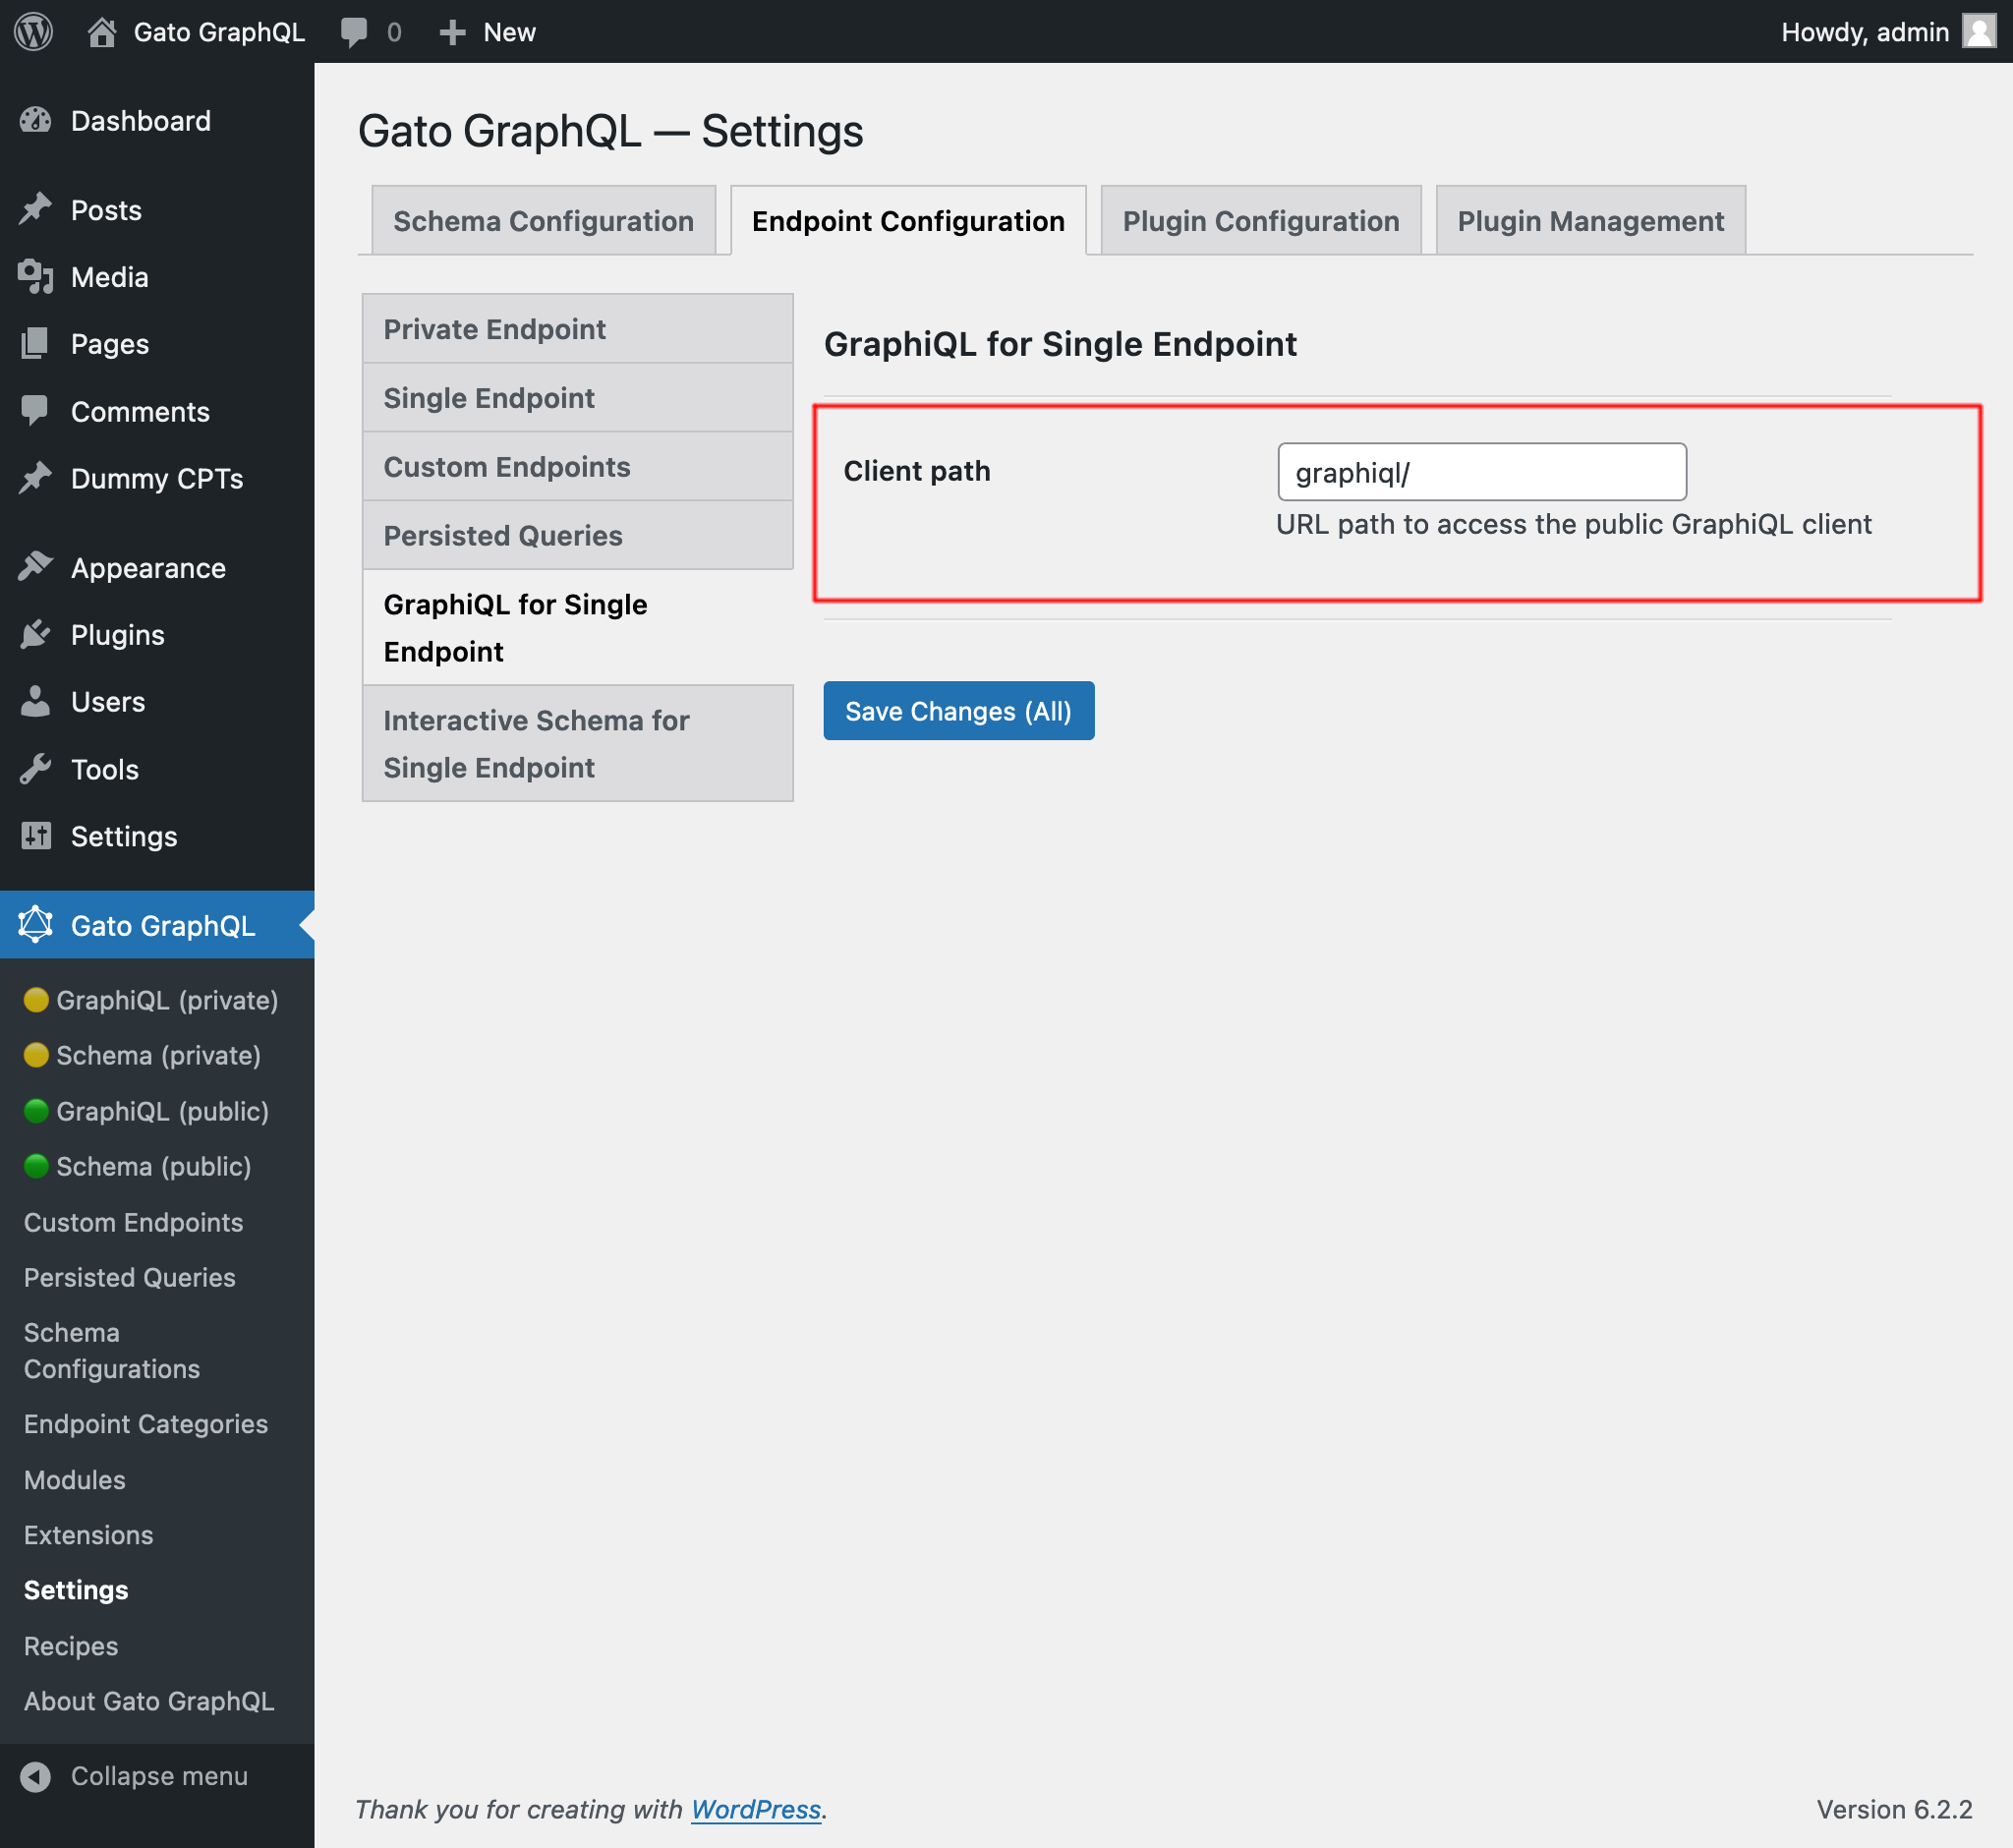 Gato GraphQL
0
New
Howdy, admin
Dashboard
Posts
Media
Pages
Comments
Dummy CPTs
Appearance
Plugins
Users
Tools
Settings
Gato GraphQL
GraphiQL (private)
Schema (private)
GraphiQL (public)
Schema (public)
Custom Endpoints
Persisted Queries
Schema
Configurations
Endpoint Categories
Modules
Extensions
Settings
Recipes
About Gato GraphQL
Collapse menu
Gato GraphQL — Settings
Schema Configuration
Endpoint Configuration
Plugin Configuration
Plugin Management
Private Endpoint
Single Endpoint
Custom Endpoints
Persisted Queries
GraphiQL for Single
Endpoint
Interactive Schema for
Single Endpoint
GraphiQL for Single Endpoint
Client path
graphiql/
URL path to access the public GraphiQL client
Save Changes (All)
Thank you for creating with WordPress.
Version 6.2.2